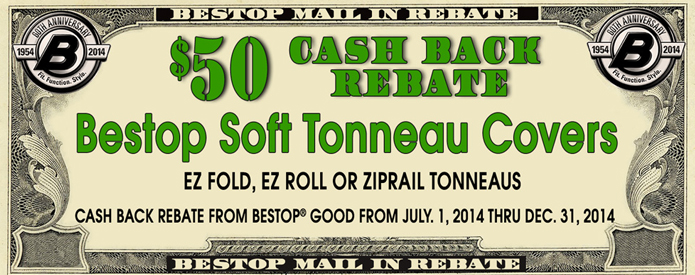 BESTOP MAIL IN REBATE
60TH ANNIVERSARY
1954 B 2014
Fit. Function. Style.
60TH ANNIVERSARY
1954 B 2014
Fit. Function. Style.
$50 CASH BACK
REBATE
Bestop Soft Tonneau Covers
EZ FOLD, EZ ROLL OR ZIPRAIL TONNEAUS
CASH BACK REBATE FROM BESTOP® GOOD FROM JULY. 1, 2014 THRU DEC. 31, 2014
BESTOP MAIL IN REBATE